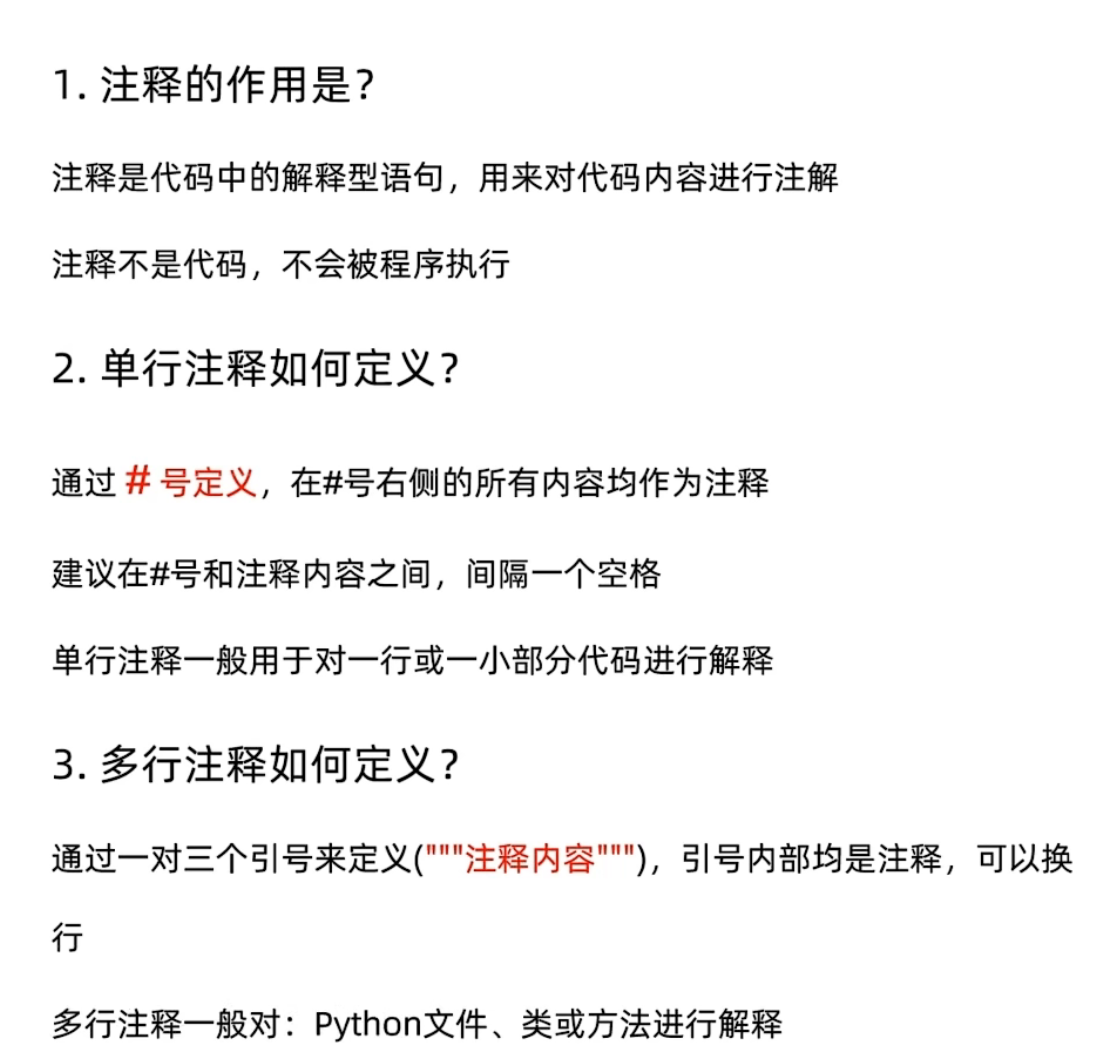 1. 注释的作用是？
注释是代码中的解释型语句，用来对代码内容进行注解
注释不是代码，不会被程序执行
2. 单行注释如何定义？
通过 # 号定义，在#号右侧的所有内容均作为注释
建议在#号和注释内容之间，间隔一个空格
单行注释一般用于对一行或一小部分代码进行解释
3. 多行注释如何定义？
通过一对三个引号来定义("""注释内容""")，引号内部均是注释，可以换
行
多行注释一般对：Python文件、类或方法进行解释